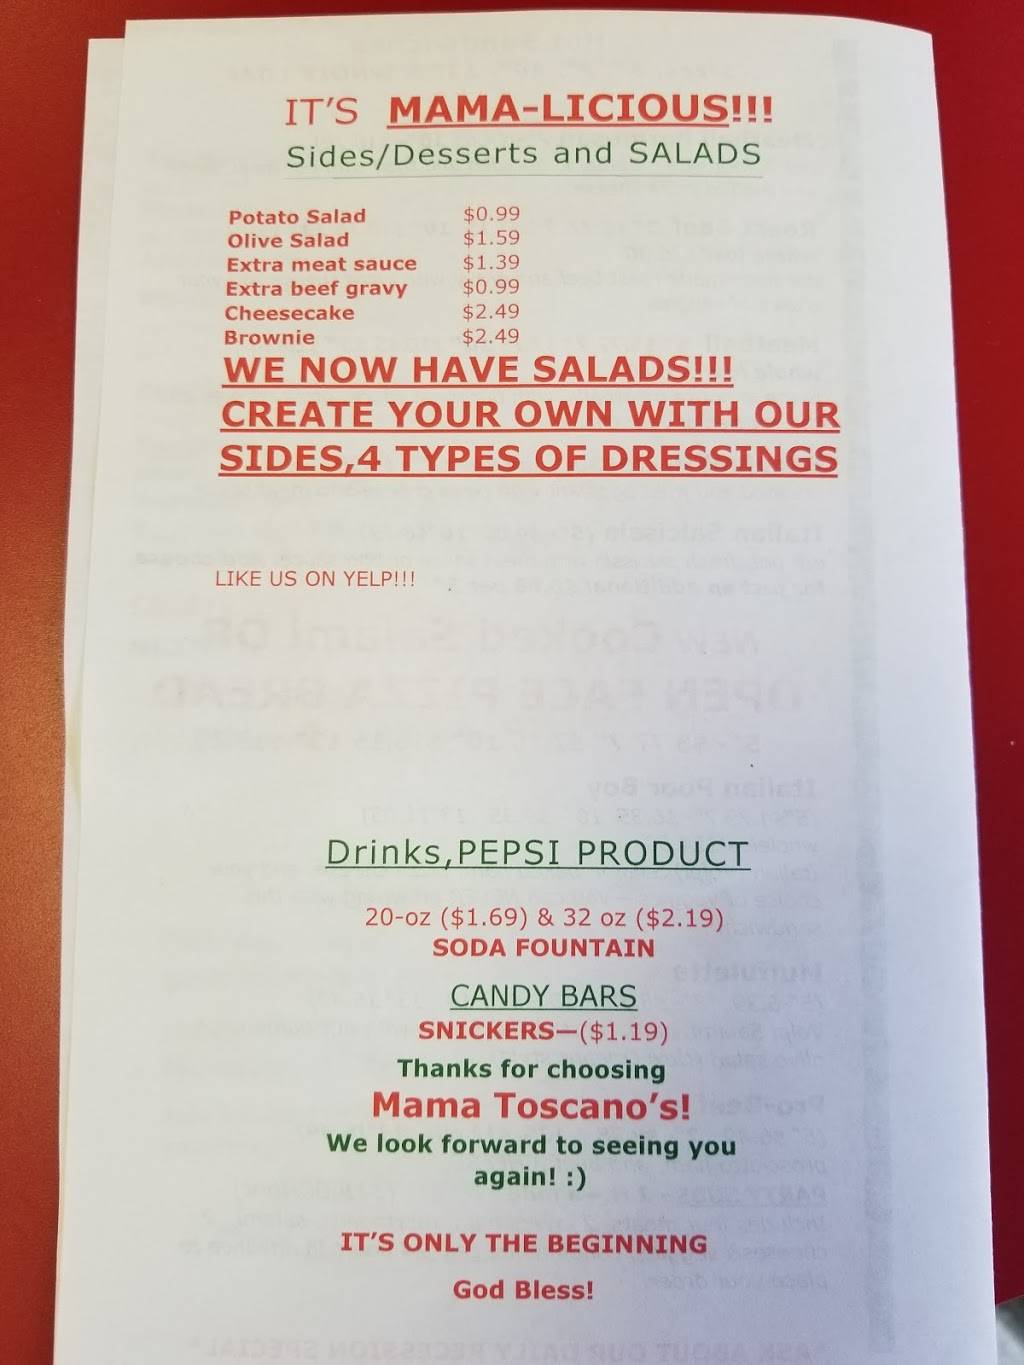 IT'S MAMA-LICIOUS!!!
Sides/Desserts and SALADS
Potato Salad $0.99
Olive Salad $1.59
Extra meat sauce $1.39
Extra beef gravy $0.99
Cheesecake $2.49
Brownie $2.49
WE NOW HAVE SALADS!!!
CREATE YOUR OWN WITH OUR
SIDES,4 TYPES OF DRESSINGS
LIKE US ON YELP!!!
Drinks,PEPSI PRODUCT
20-oz ($1.69) & 32 oz ($2.19)
SODA FOUNTAIN
CANDY BARS
SNICKERS—($1.19)
Thanks for choosing
Mama Toscano's!
We look forward to seeing you
again! :)
IT'S ONLY THE BEGINNING
God Bless!